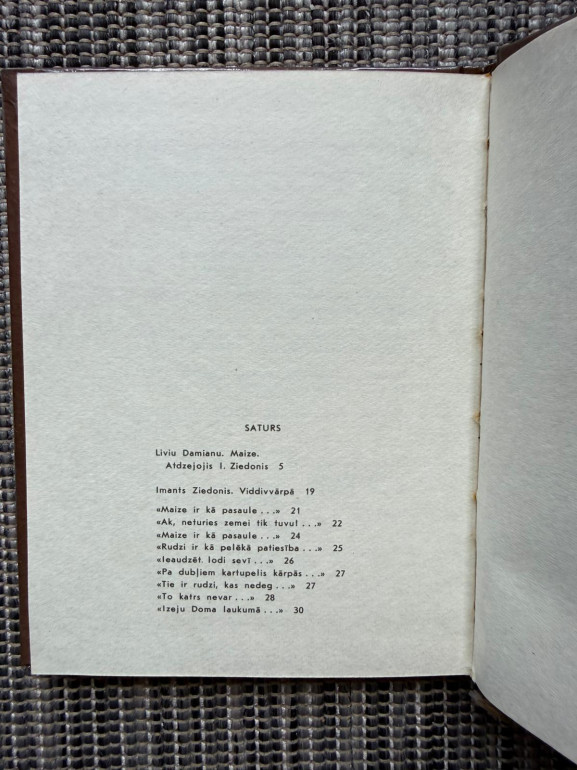 SATURS
Liviu Damianu. Maize.
Atdzejojis I. Ziedonis 5
Imants Ziedonis. Viddivvārpā 19
«Maize ir kā pasaule...» 21
«Ak, neturies zemei tik tuvu!...» 22
«Maize ir kā pasaule...» 24
«Rudzi ir kā pelēkā patiesība...» 25
«Ieaudzēt lodi sevī...» 26
«Pa dubļiem kartupelis kārpās...» 27
«Tie ir rudzi, kas nedeg...» 27
«To katrs nevar...» 28
«Izeju Doma laukumā...» 30